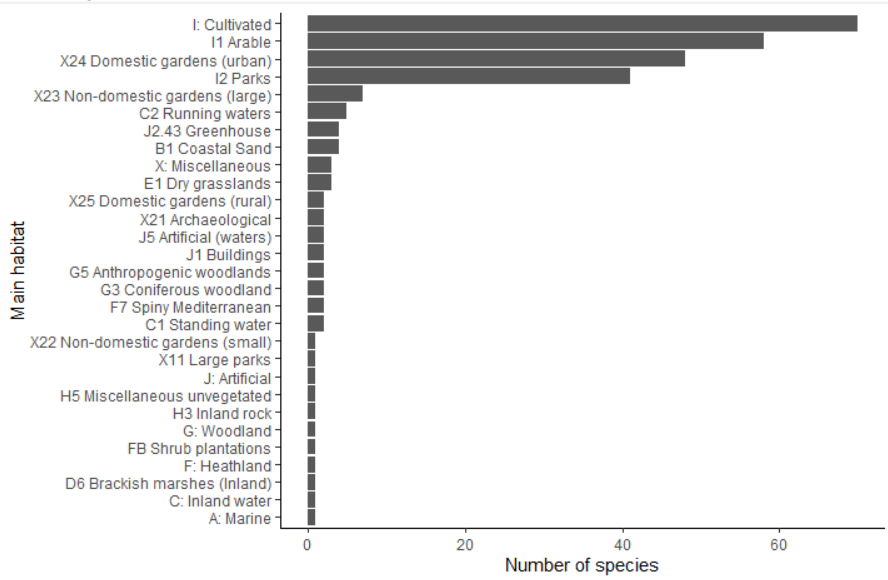 I: Cultivated
I1 Arable
X24 Domestic gardens (urban)
I2 Parks
X23 Non-domestic gardens (large)
C2 Running waters
J2.43 Greenhouse
B1 Coastal Sand
X: Miscellaneous
E1 Dry grasslands
X25 Domestic gardens (rural)
X21 Archaeological
J5 Artificial (waters)
J1 Buildings
G5 Anthropogenic woodlands
G3 Coniferous woodland
F7 Spiny Mediterranean
C1 Standing water
X22 Non-domestic gardens (small)
X11 Large parks
J: Artificial
H5 Miscellaneous unvegetated
H3 Inland rock
G: Woodland
FB Shrub plantations
F: Heathland
D6 Brackish marshes (Inland)
C: Inland water
A: Marine
Main habitat
0 20 40 60
Number of species